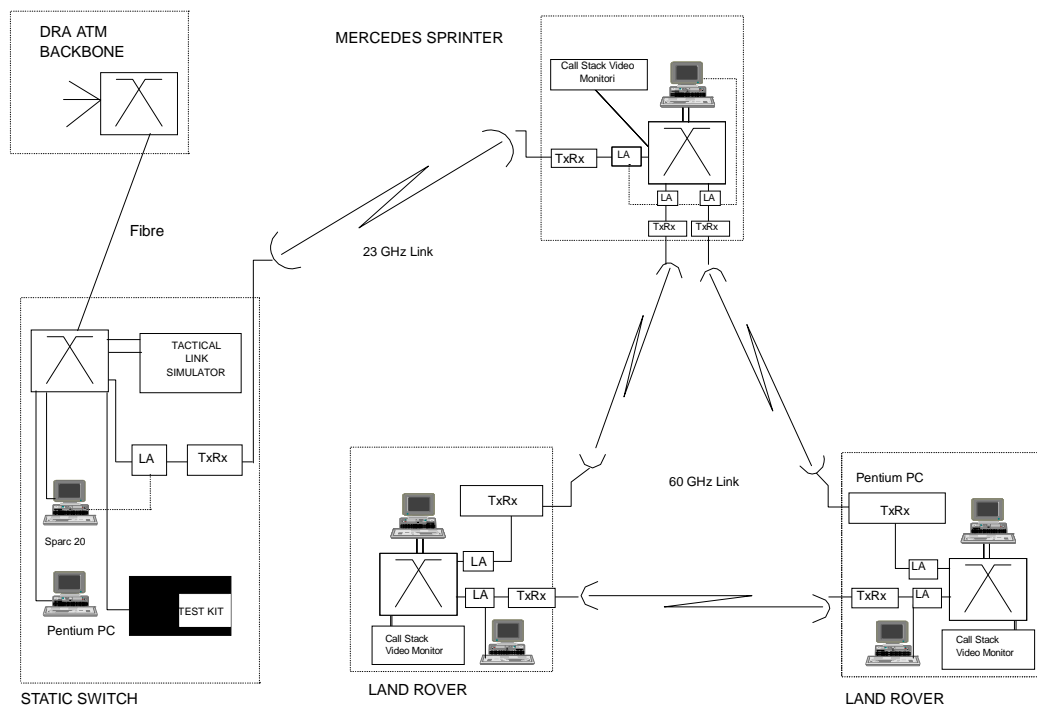 DRA ATM
BACKBONE
MERCEDES SPRINTER
Call Stack Video
Monitori
TxRx
LA
LA
LA
TxRx
TxRx
Fibre
23 GHz Link
TACTICAL
LINK
SIMULATOR
LA
TxRx
Sparc 20
Pentium PC
TEST KIT
STATIC SWITCH
60 GHz Link
TxRx
LA
LA
TxRx
Call Stack
Video Monitor
LAND ROVER
Pentium PC
TxRx
LA
TxRx
LA
Call Stack
Video Monitor
LAND ROVER